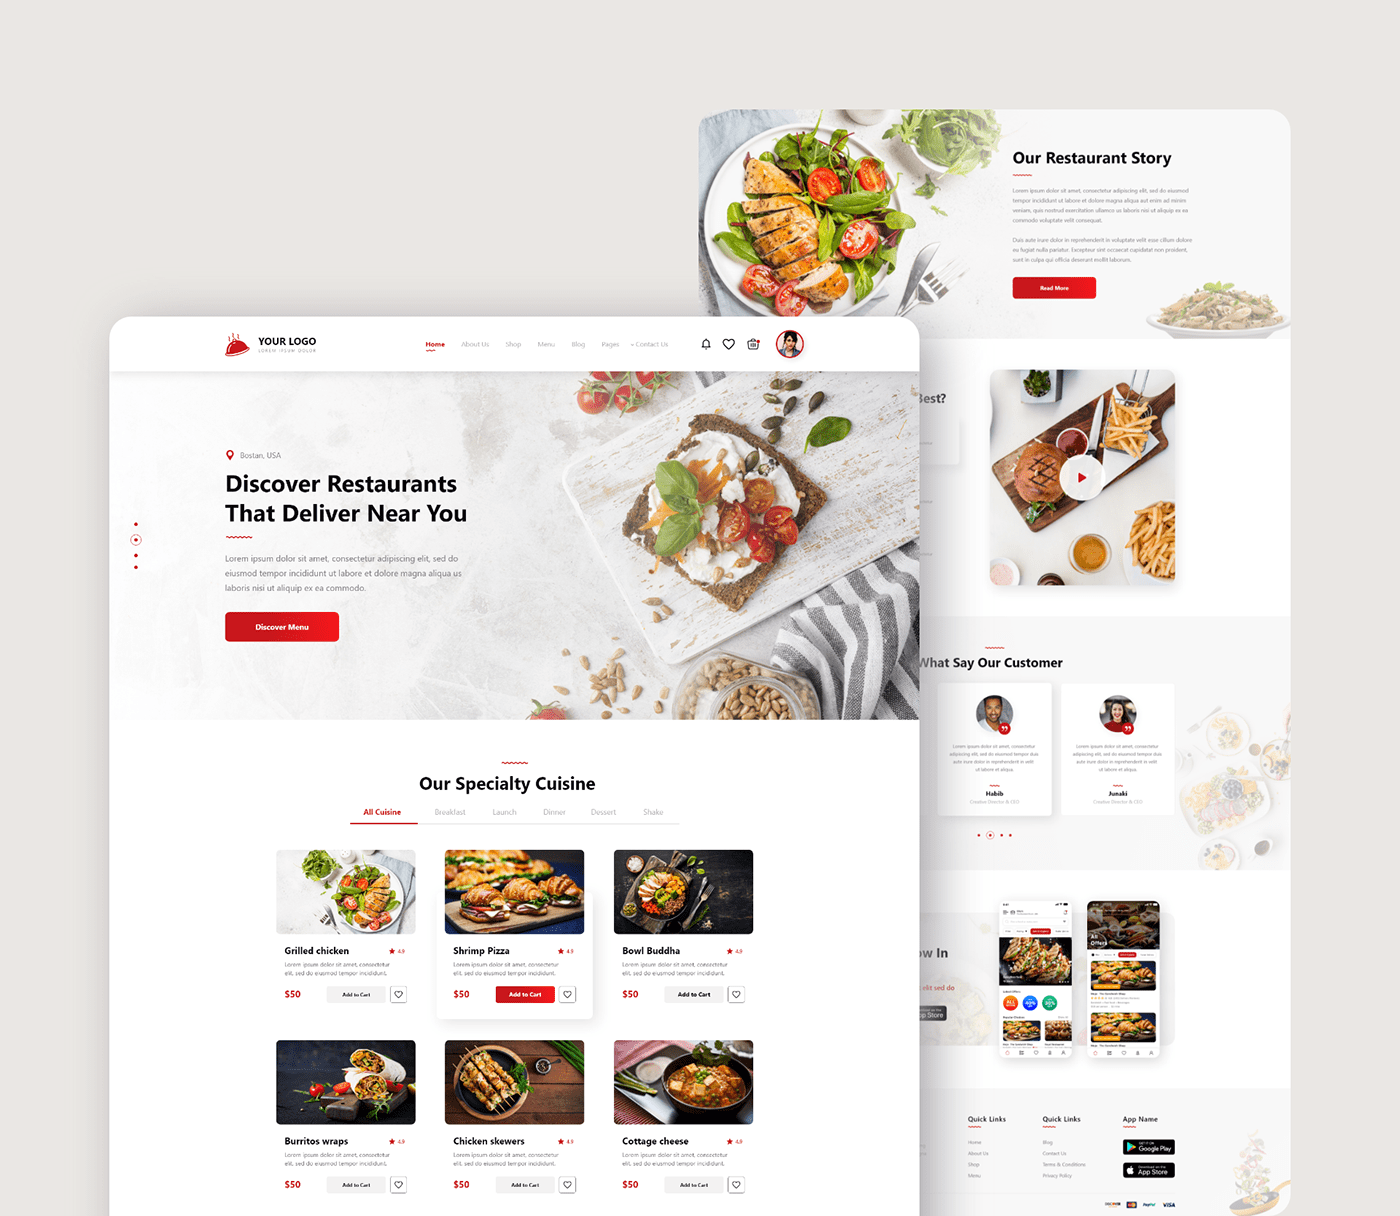 Our Restaurant Story
Lorem ipsum dolor sit amet, consectetur adipiscing elit, sed do eiusmod
tempor incididunt ut labore et dolore magna aliqua aut enim ad minim
veniam, quis nostrud exercitation ullamco us laboris nisi ut aliquip ex ea
commodo voluptate velit consequat.
Duis aute irure dolor in reprehenderit in voluptate velit esse cillum dolore
eu fugiat nulla pariatur. Excepteur sint occaecat cupidatat non proident,
sunt in culpa qui officia deserunt mollit laborum.
Read More
YOUR LOGO
LOREM IPSUM DOLOR
Home
About Us
Shop
Menu
Blog
Pages
Contact Us
Bostan, USA
Discover Restaurants
That Deliver Near You
Lorem ipsum dolor sit amet, consectetur adipiscing elit, sed do
eiusmod tempor incididunt ut labore et dolore magna aliqua us
laboris nisi ut aliquip ex ea commodo.
Discover Menu
Our Specialty Cuisine
All Cuisine
Breakfast
Launch
Dinner
Dessert
Shake
Grilled chicken
4.9
Lorem ipsum dolor sit amet, consectetur
elit, sed do eiusmod tempor incididunt.
$50
Add to Cart
Shrimp Pizza
4.9
Lorem ipsum dolor sit amet, consectetur
elit, sed do eiusmod tempor incididunt.
$50
Add to Cart
Bowl Buddha
4.9
Lorem ipsum dolor sit amet, consectetur
elit, sed do eiusmod tempor incididunt.
$50
Add to Cart
Burritos wraps
4.9
Lorem ipsum dolor sit amet, consectetur
elit, sed do eiusmod tempor incididunt.
$50
Add to Cart
Chicken skewers
4.9
Lorem ipsum dolor sit amet, consectetur
elit, sed do eiusmod tempor incididunt.
$50
Add to Cart
Cottage cheese
4.9
Lorem ipsum dolor sit amet, consectetur
elit, sed do eiusmod tempor incididunt.
$50
Add to Cart
Best?
What Say Our Customer
Lorem ipsum dolor sit amet, consectetur
adipiscing elit, sed do eiusmod tempor duis
aute irure dolor in reprehenderit in velit
ut labore et aliqua.
Habib
Creative Director & CEO
Lorem ipsum dolor sit amet, consectetur
adipiscing elit, sed do eiusmod tempor duis
aute irure dolor in reprehenderit in velit
ut labore et aliqua.
Junaki
Creative Director & CEO
ow In
ekt sed do
pp Store
All
Offers
Quick Links
Home
About Us
Shop
Menu
Quick Links
Blog
Contact Us
Terms & Conditions
Privacy Policy
App Name
GET IT ON
Google Play
Download on the
App Store
DISCOVER
PayPal
VISA